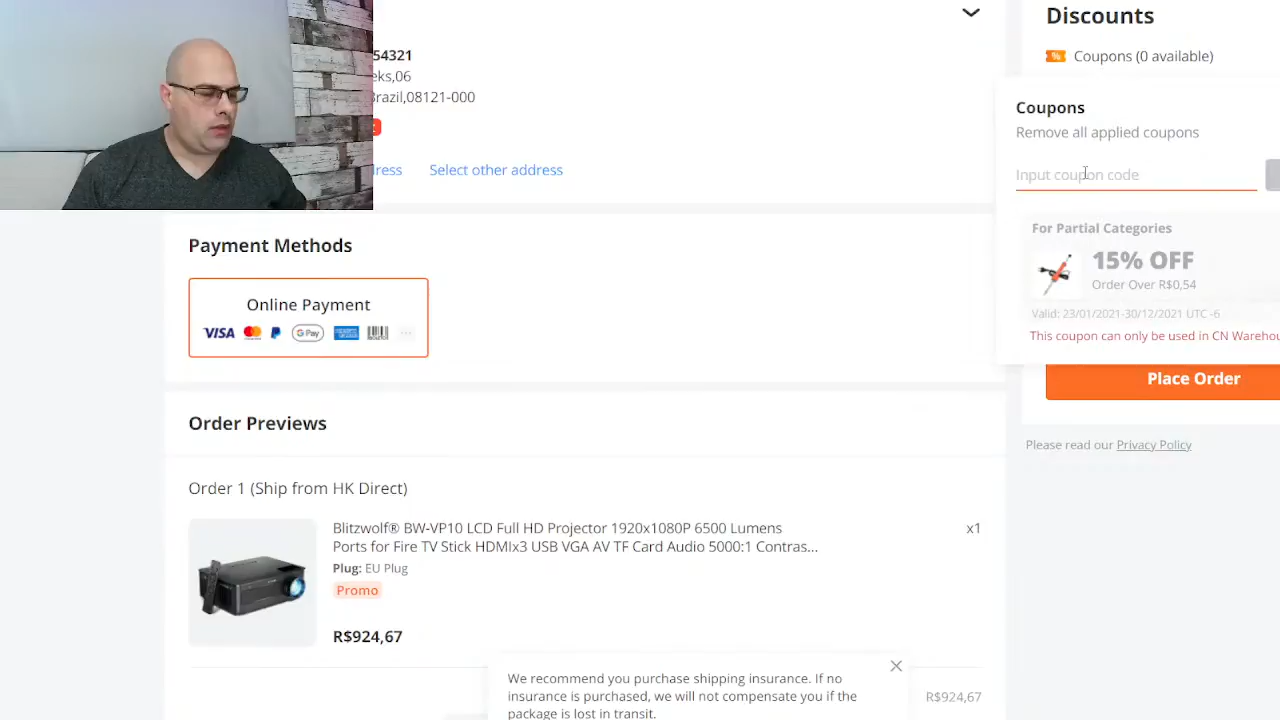 54321
eks,06
Brazil,08121-000
ress Select other address
Payment Methods
Online Payment
VISA G Pay
Order Previews
Order 1 (Ship from HK Direct)
Blitzwolf® BW-VP10 LCD Full HD Projector 1920x1080P 6500 Lumens
Ports for Fire TV Stick HDMIx3 USB VGA AV TF Card Audio 5000:1 Contras...
x1
Plug: EU Plug
Promo
R$924,67
R$924,67
We recommend you purchase shipping insurance. If no
insurance is purchased, we will not compensate you if the
package is lost in transit.
Discounts
% Coupons (0 available)
Coupons
Remove all applied coupons
Input coupon code
For Partial Categories
15% OFF
Order Over R$0,54
Valid: 23/01/2021-30/12/2021 UTC -6
This coupon can only be used in CN Warehou
Place Order
Please read our Privacy Policy